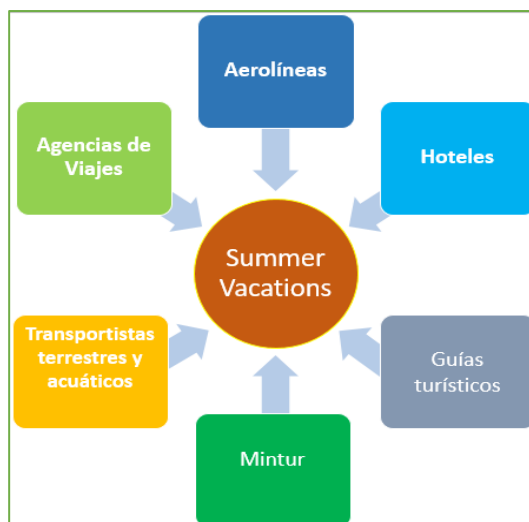 Aerolíneas
Agencias de
Viajes
Hoteles
Summer
Vacations
Transportistas
terrestres y
acuáticos
Guías
turísticos
Mintur